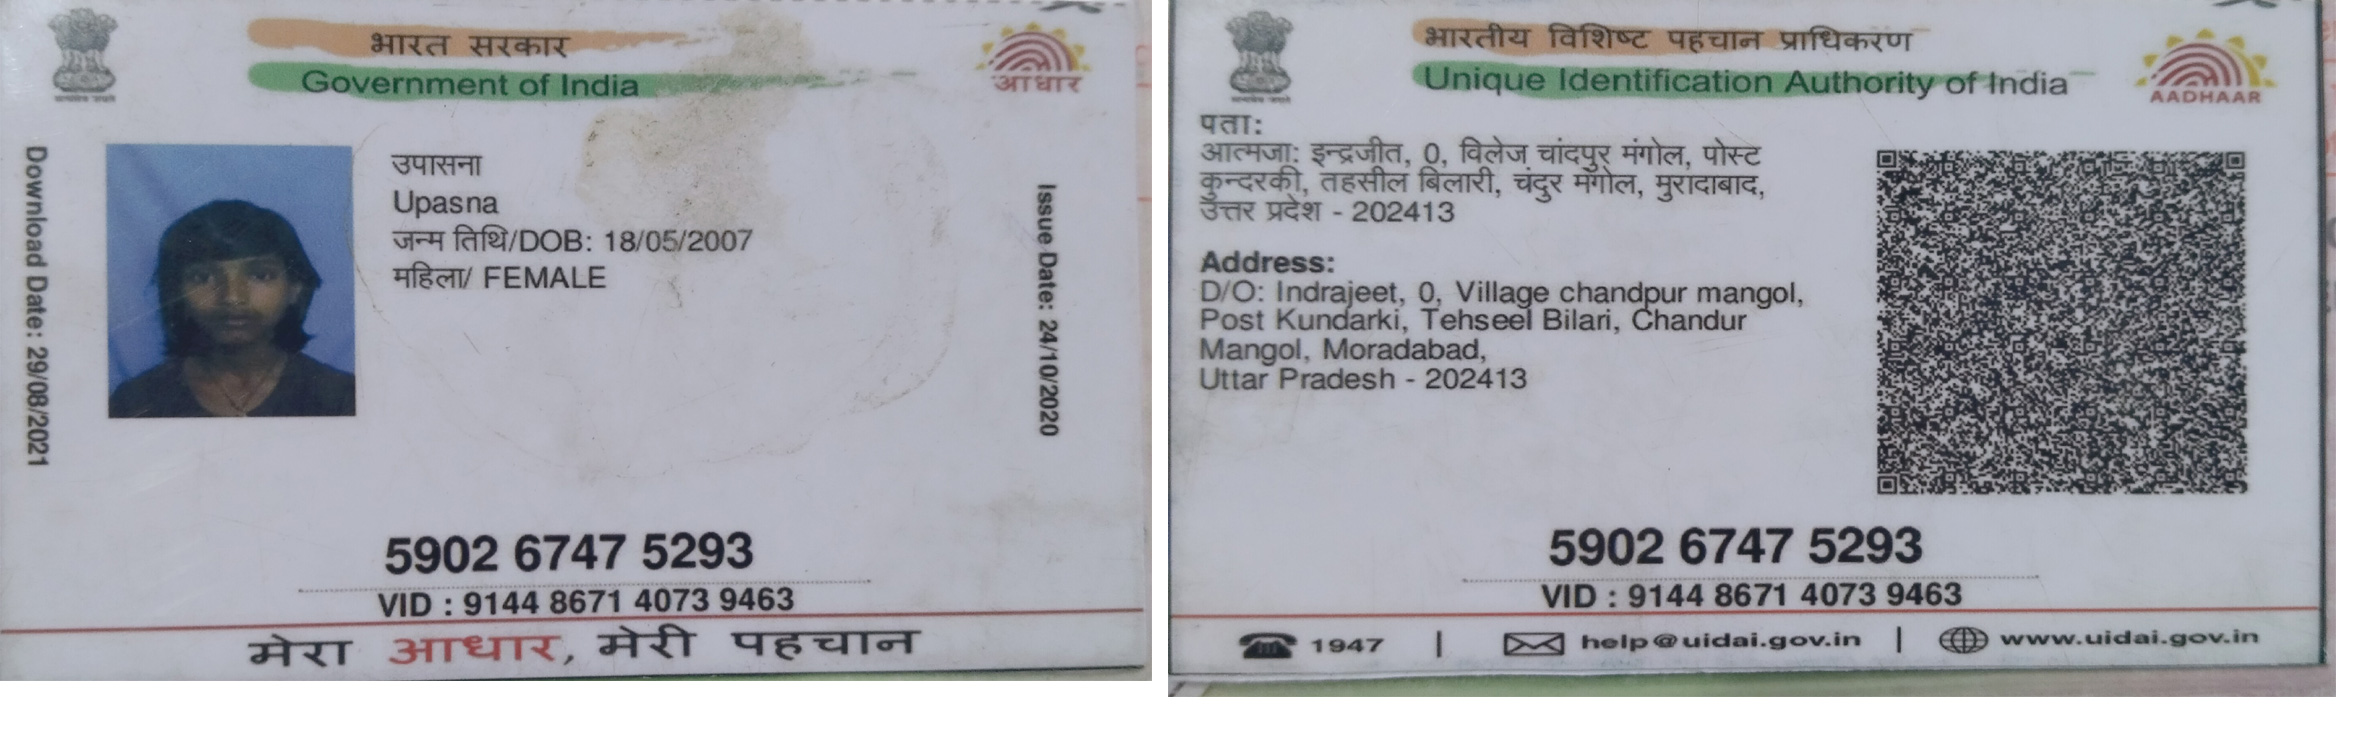 भारत सरकार
Government of India
आधार
Download Date: 29/08/2021
उपासना
Upasna
जन्म तिथि/DOB: 18/05/2007
महिला/ FEMALE
Issue Date: 24/10/2020
5902 6747 5293
VID : 9144 8671 4073 9463
मेरा आधार, मेरी पहचान
भारतीय विशिष्ट पहचान प्राधिकरण
Unique Identification Authority of India
AADHAAR
पता:
आत्मजा: इन्द्रजीत, 0, विलेज चांदपुर मंगोल, पोस्ट
कुन्दरकी, तहसील बिलारी, चंदुर मंगोल, मुरादाबाद,
उत्तर प्रदेश - 202413
Address:
D/O: Indrajeet, 0, Village chandpur mangol,
Post Kundarki, Tehseel Bilari, Chandur
Mangol, Moradabad,
Uttar Pradesh - 202413
5902 6747 5293
VID : 9144 8671 4073 9463
1947 | help@uidai.gov.in | www.uidai.gov.in